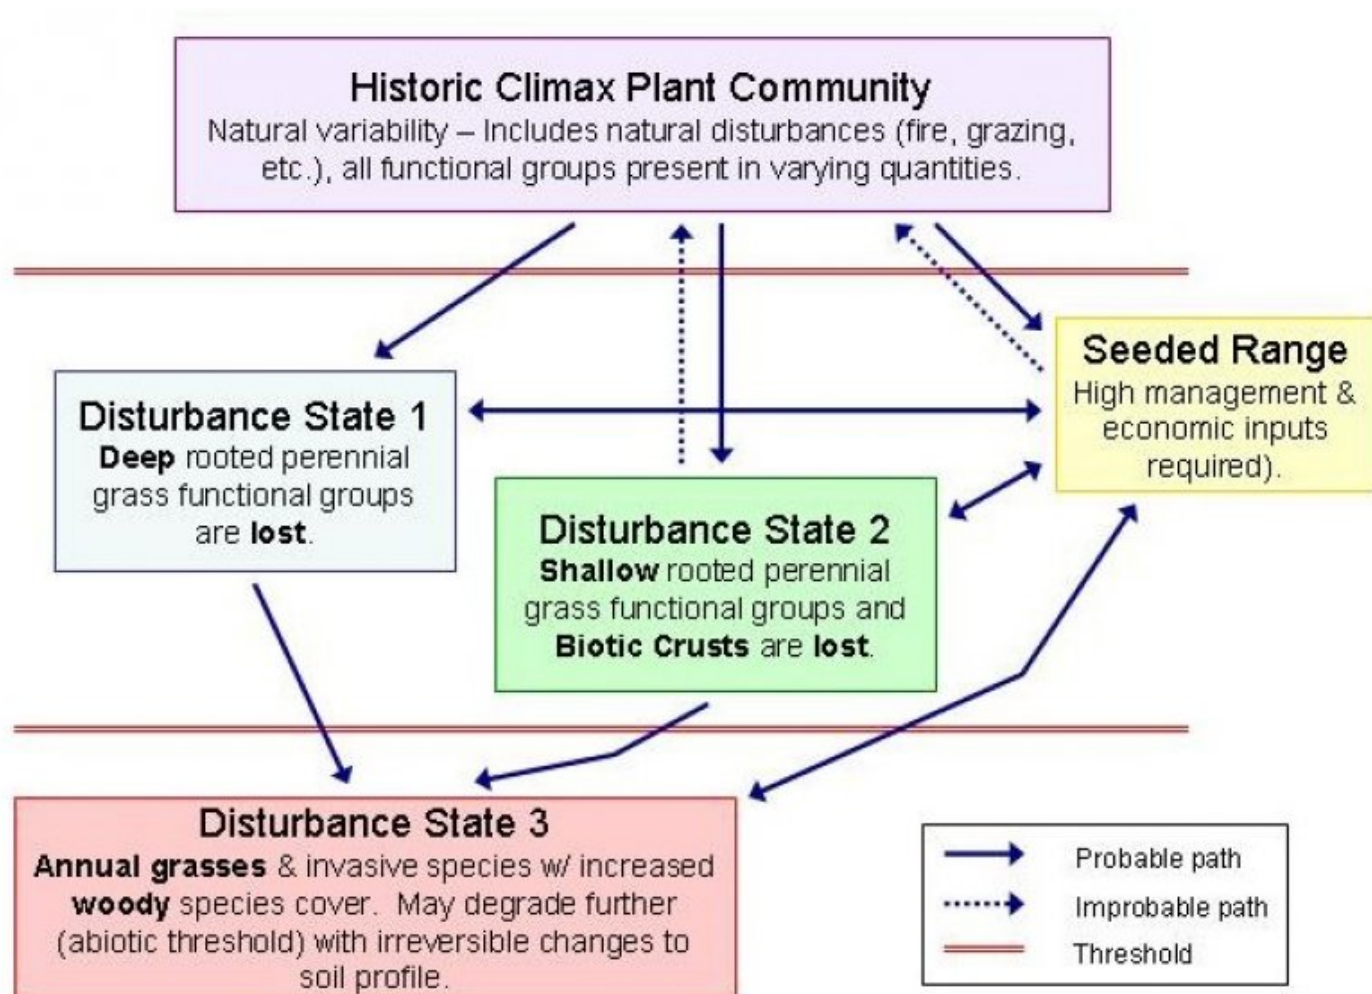 Historic Climax Plant Community
Natural variability – Includes natural disturbances (fire, grazing,
etc.), all functional groups present in varying quantities.
Seeded Range
High management &
economic inputs
required).
Disturbance State 1
Deep rooted perennial
grass functional groups
are lost.
Disturbance State 2
Shallow rooted perennial
grass functional groups and
Biotic Crusts are lost.
Disturbance State 3
Annual grasses & invasive species w/ increased
woody species cover. May degrade further
(abiotic threshold) with irreversible changes to
soil profile.
Probable path
Improbable path
Threshold